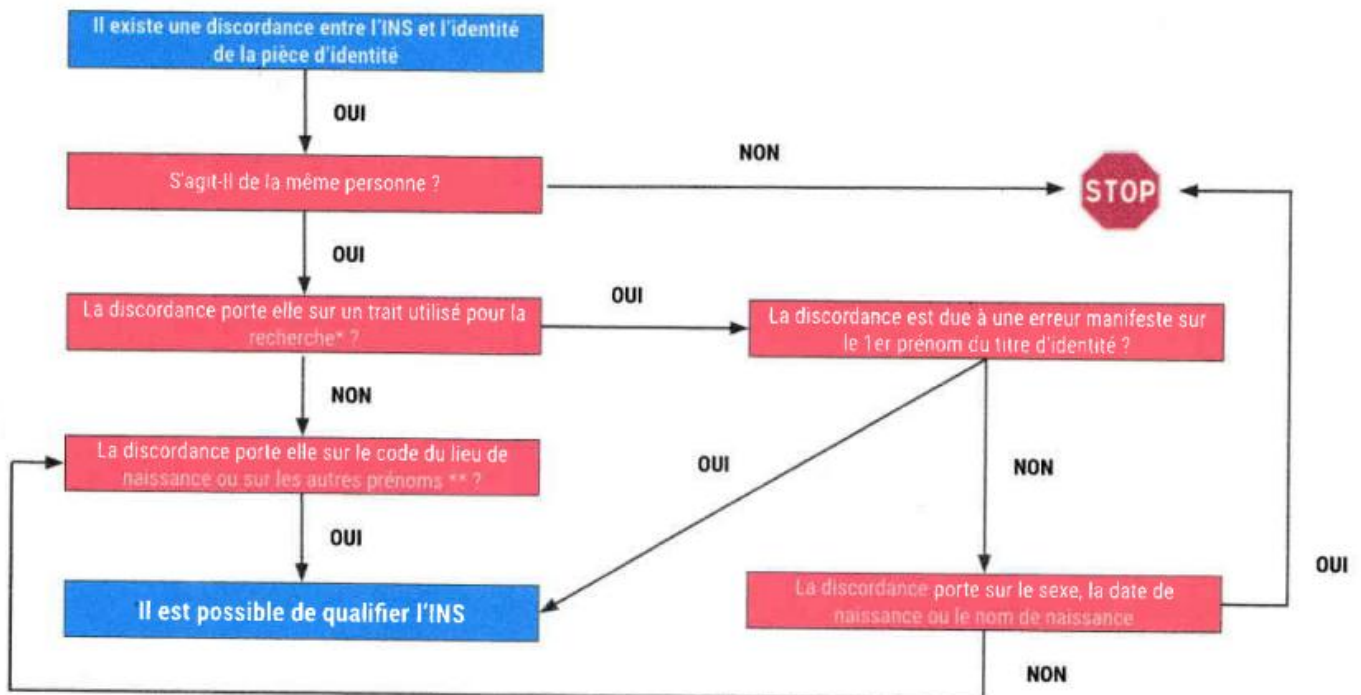 Il existe une discordance entre l'INS et l'identité
de la pièce d'identité
OUI
S'agit-Il de la même personne ?
NON
STOP
OUI
La discordance porte elle sur un trait utilisé pour la
recherche* ?
OUI
La discordance est due à une erreur manifeste sur
le 1er prénom du titre d'identité ?
NON
La discordance porte elle sur le code du lieu de
naissance ou sur les autres prénoms ** ?
OUI
NON
OUI
Il est possible de qualifier l'INS
La discordance porte sur le sexe, la date de
naissance ou le nom de naissance
OUI
NON